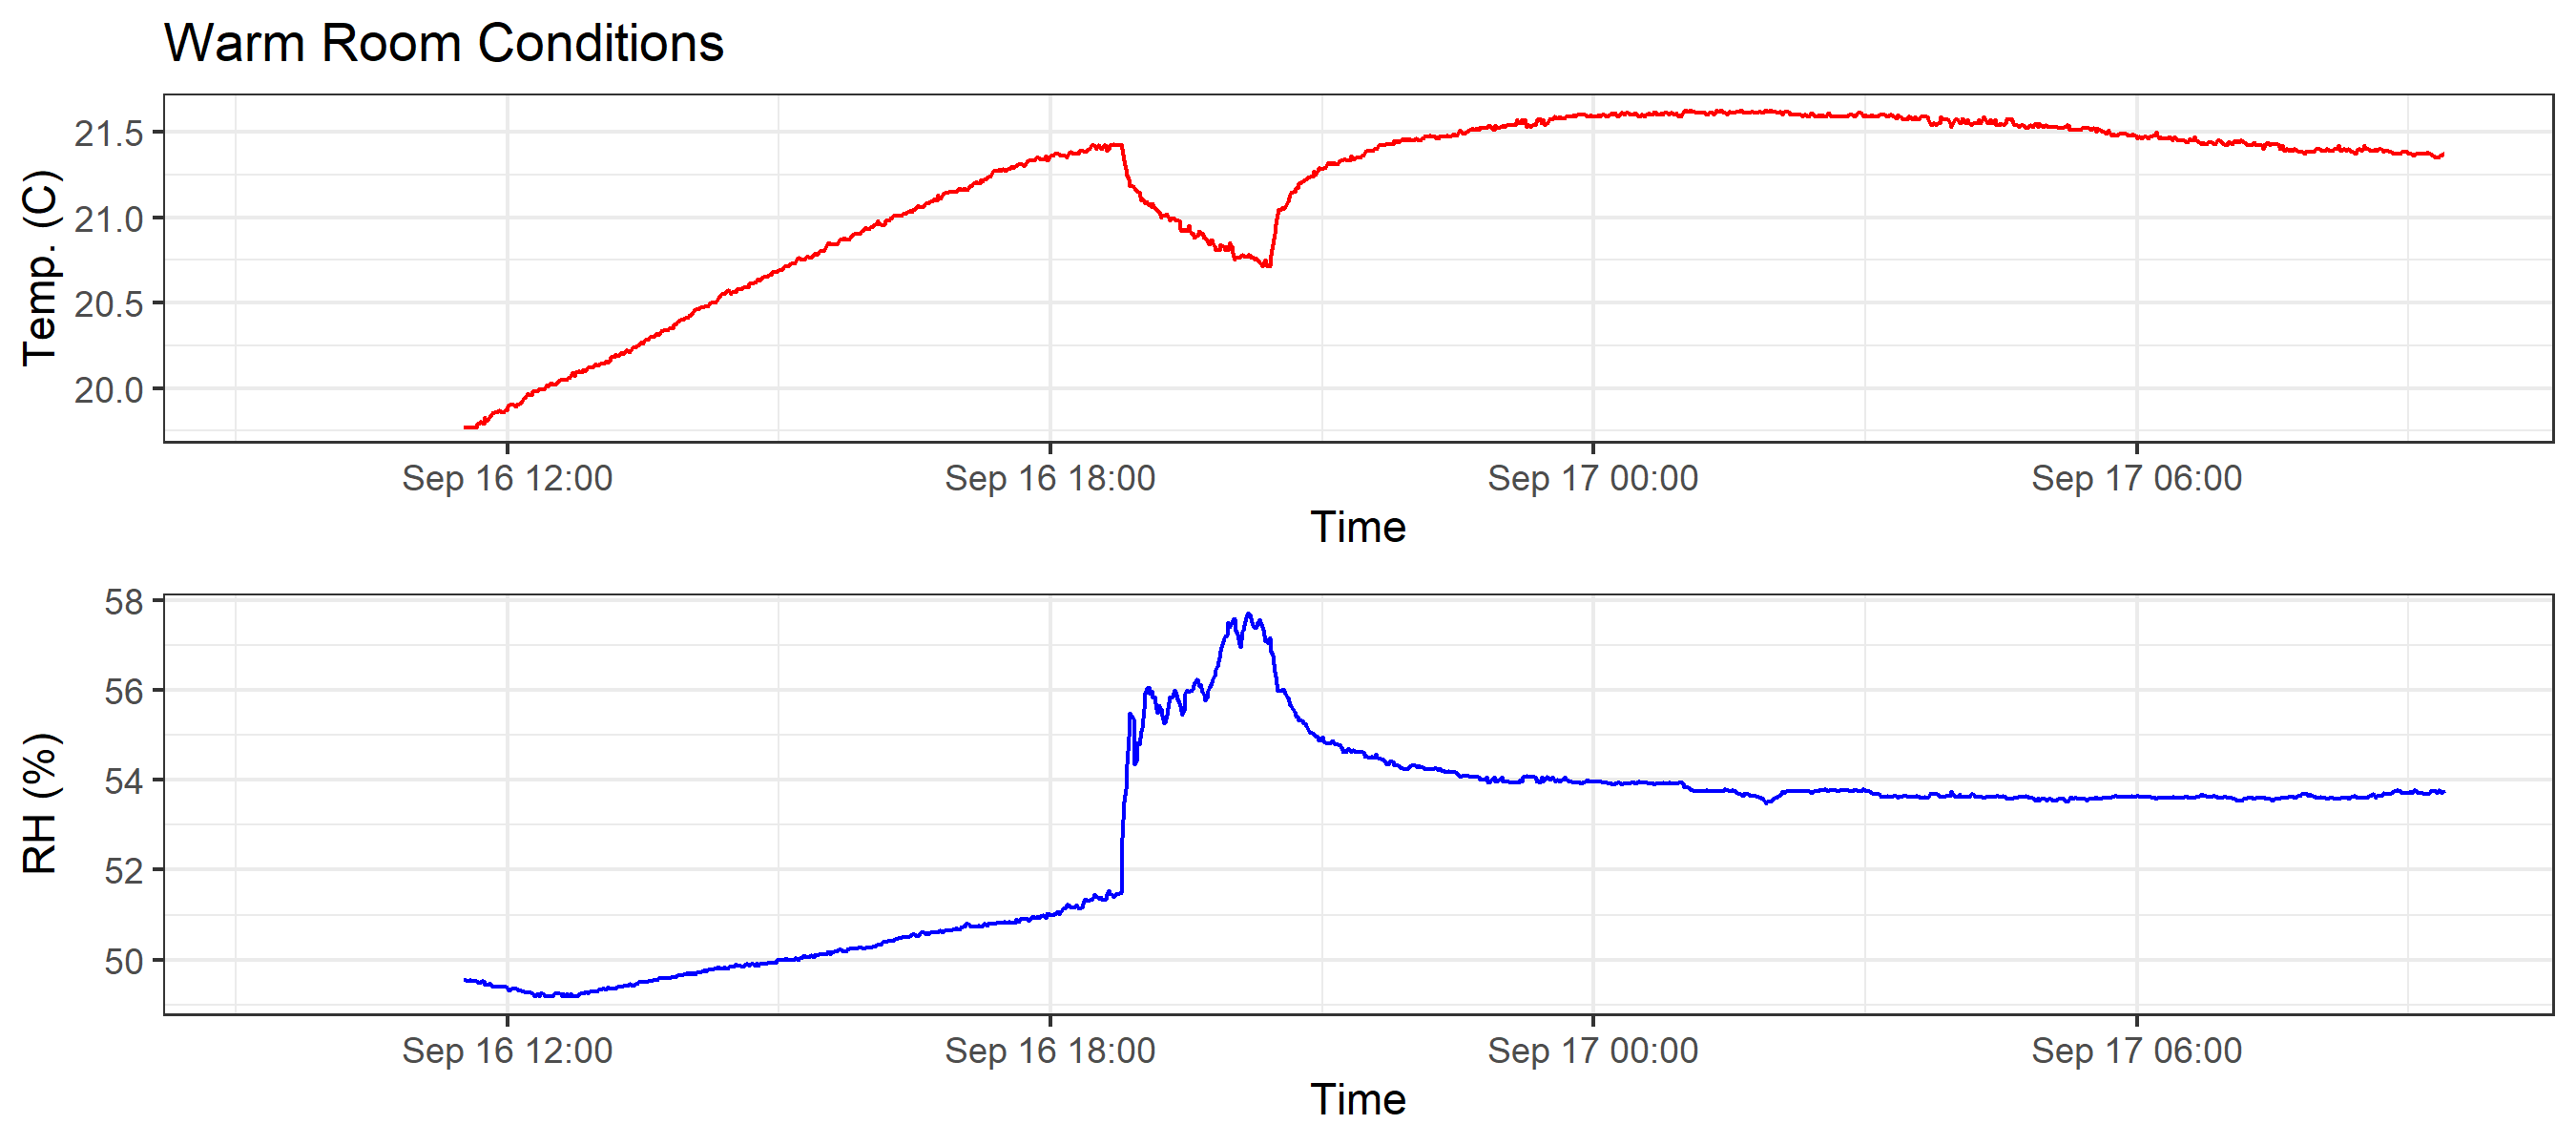 Warm Room Conditions
Temp. (C)
21.5
21.0
20.5
20.0
Sep 16 12:00 Sep 16 18:00 Sep 17 00:00 Sep 17 06:00
Time
RH (%)
58
56
54
52
50
Sep 16 12:00 Sep 16 18:00 Sep 17 00:00 Sep 17 06:00
Time